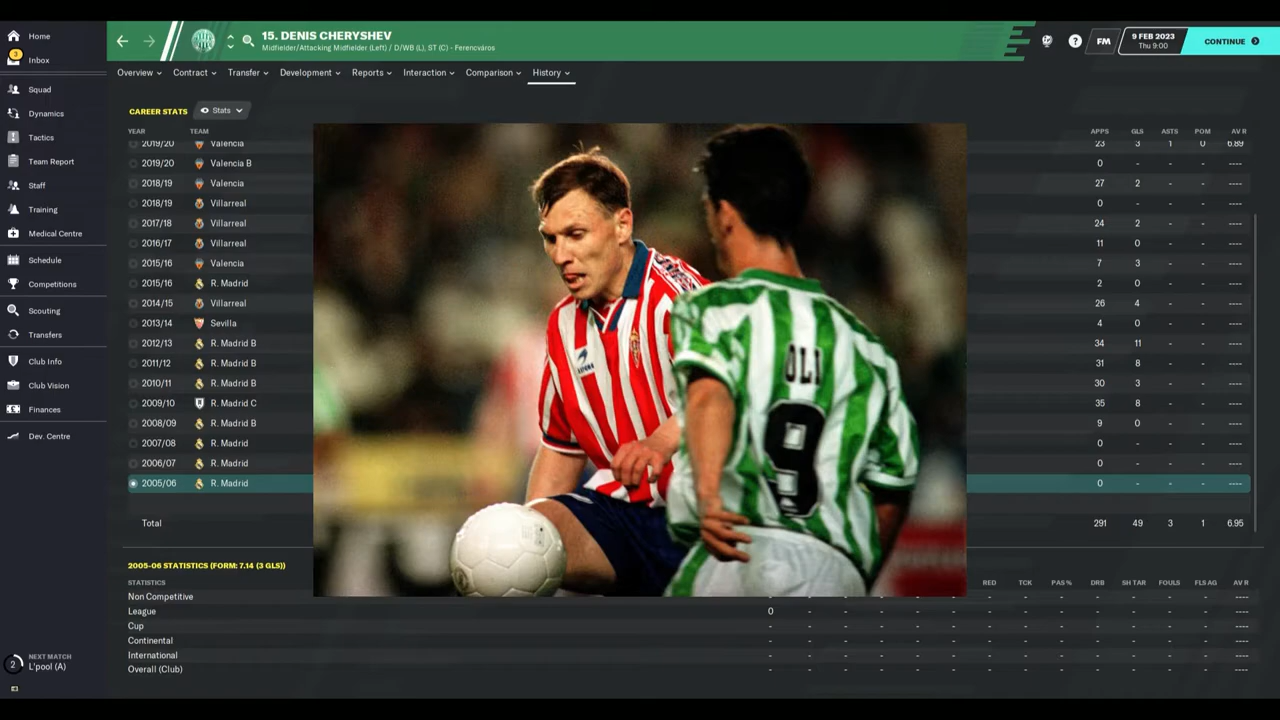 Home
3
Inbox
Squad
Dynamics
Tactics
Team Report
Staff
Training
Medical Centre
Schedule
Competitions
Scouting
Transfers
Club Info
Club Vision
Finances
Dev. Centre
2
NEXT MATCH
L'pool (A)
15. DENIS CHERYSHEV
Midfielder/Attacking Midfielder (Left) / D/WB (L), ST (C) - Ferencváros
? FM 9 FEB 2023 CONTINUE
Thu 9:00
Overview Contract Transfer Development Reports Interaction Comparison History
CAREER STATS Stats
YEAR TEAM APPS GLS ASTS POM AV R
2019/20 Valencia 23 3 1 0 6.89
2019/20 Valencia B 0 - - - ----
2018/19 Valencia 27 2 - - ----
2018/19 Villarreal 0 - - - ----
2017/18 Villarreal 24 2 - - ----
2016/17 Villarreal 11 0 - - ----
2015/16 Valencia 7 3 - - ----
2015/16 R. Madrid 2 0 - - ----
2014/15 Villarreal 26 4 - - ----
2013/14 Sevilla 4 0 - - ----
2012/13 R. Madrid B 34 11 - - ----
2011/12 R. Madrid B 31 8 - - ----
2010/11 R. Madrid B 30 3 - - ----
2009/10 R. Madrid C 35 8 - - ----
2008/09 R. Madrid B 9 0 - - ----
2007/08 R. Madrid 0 - - - ----
2006/07 R. Madrid 0 - - - ----
2005/06 R. Madrid 0 - - - ----
Total 291 49 3 1 6.95
OLI
9
2005-06 STATISTICS (FORM: 7.14 (3 GLS))
STATISTICS RED TCK PAS % DRB SH TAR FOULS FLS AG AV R
Non Competitive - - - - - - - - - - - - - ----
League 0 - - - - - - - - - - - - ----
Cup - - - - - - - - - - - - - ----
Continental - - - - - - - - - - - - - ----
International - - - - - - - - - - - - - ----
Overall (Club) - - - - - - - - - - - - - ----